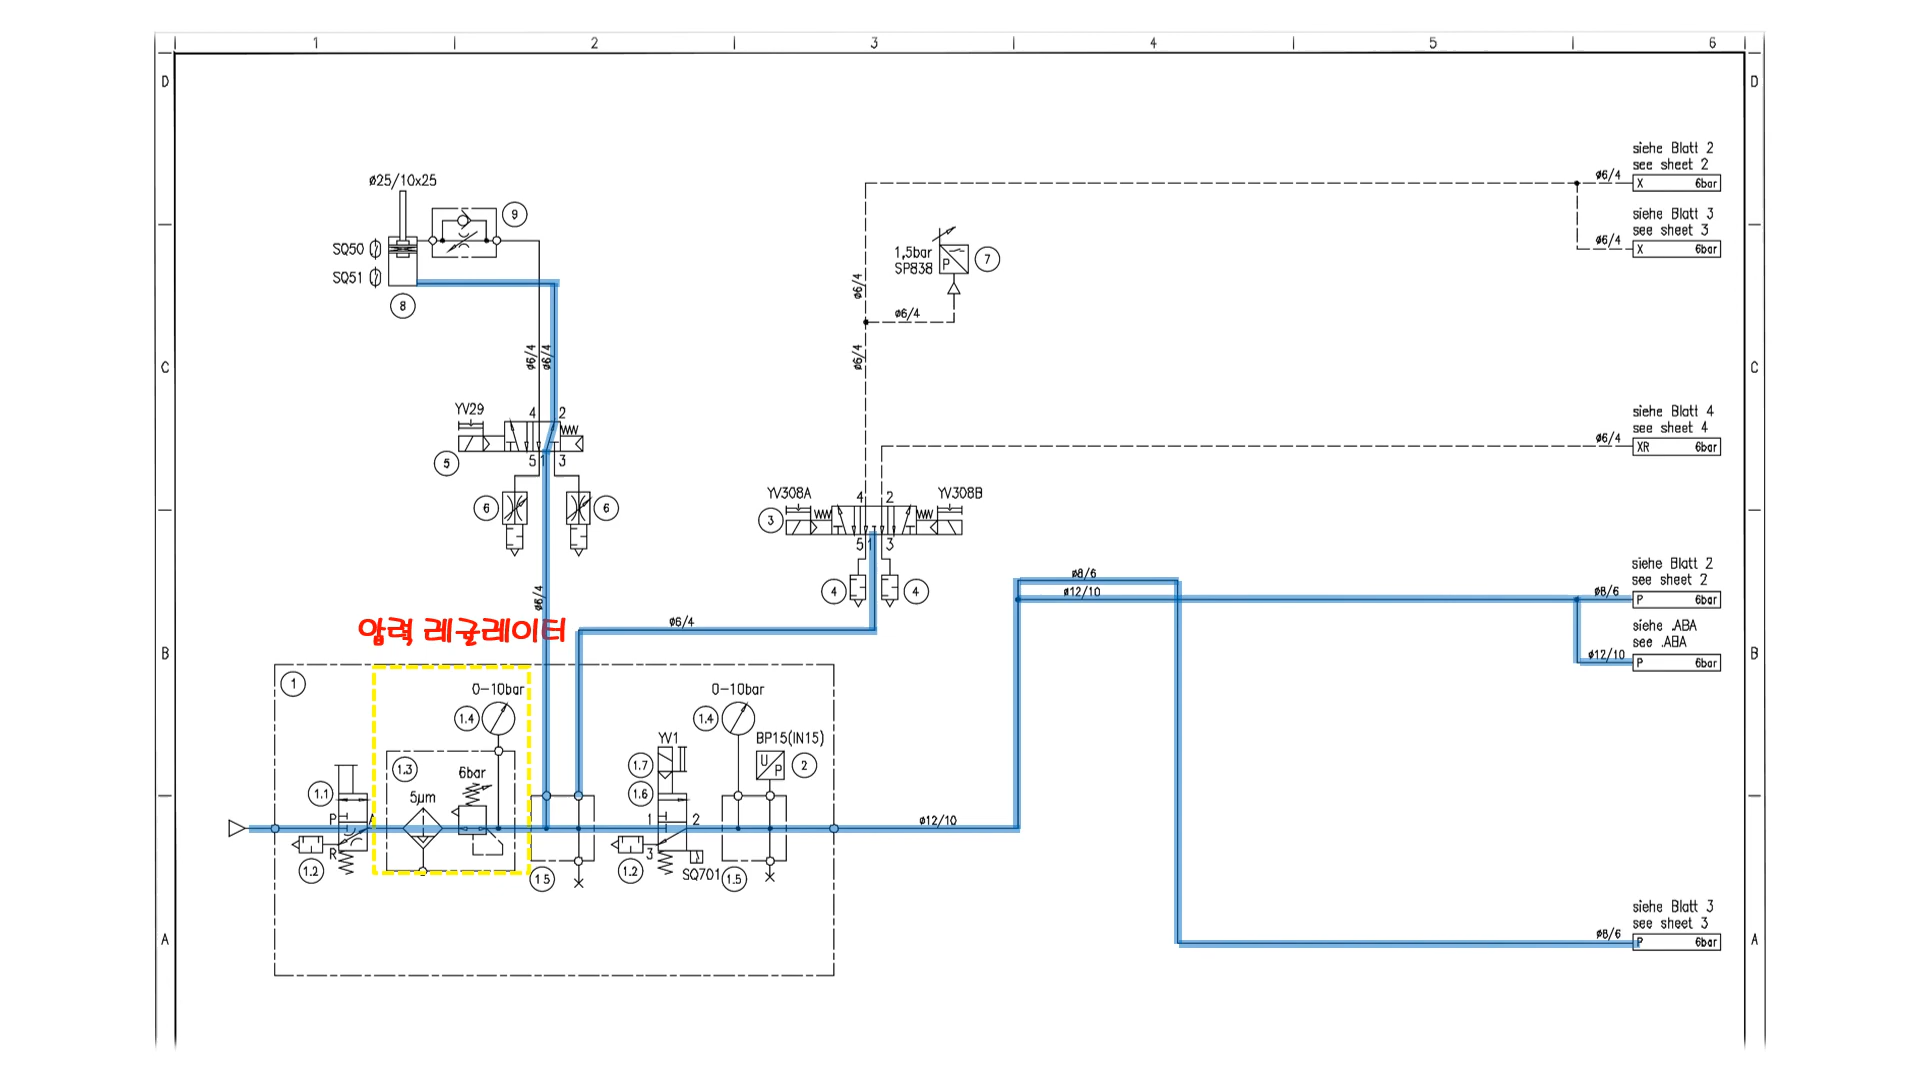 1 2 3 4 5 6
D D
siehe Blatt 2
see sheet 2
ø6/4 X 6bar
siehe Blatt 3
see sheet 3
ø6/4 X 6bar
ø25/10x25
9
SQ50
SQ51
8
1,5bar
SP838
P
7
ø6/4
ø6/4
ø6/4
ø6/4 ø6/4
C C
YV29
4 2
5
5 1 3
6 6
siehe Blatt 4
see sheet 4
ø6/4 XR 6bar
YV308A YV308B
4 2
3
5 1 3
4 4
siehe Blatt 2
see sheet 2
ø8/6 P 6bar
ø8/6
ø12/10
siehe .ABA
see .ABA
ø12/10 P 6bar
ø6/4
ø6/4
압력 레귤레이터
B B
1
0-10bar
1.4
0-10bar
1.4
YV1
BP15(IN15)
1.7
U
P
2
1.3
6bar
1.1
5µm
1.6
P A
1 2
ø12/10
R
3
1.2
1.5
1.2
SQ701
1.5
siehe Blatt 3
see sheet 3
ø8/6 P 6bar
A A